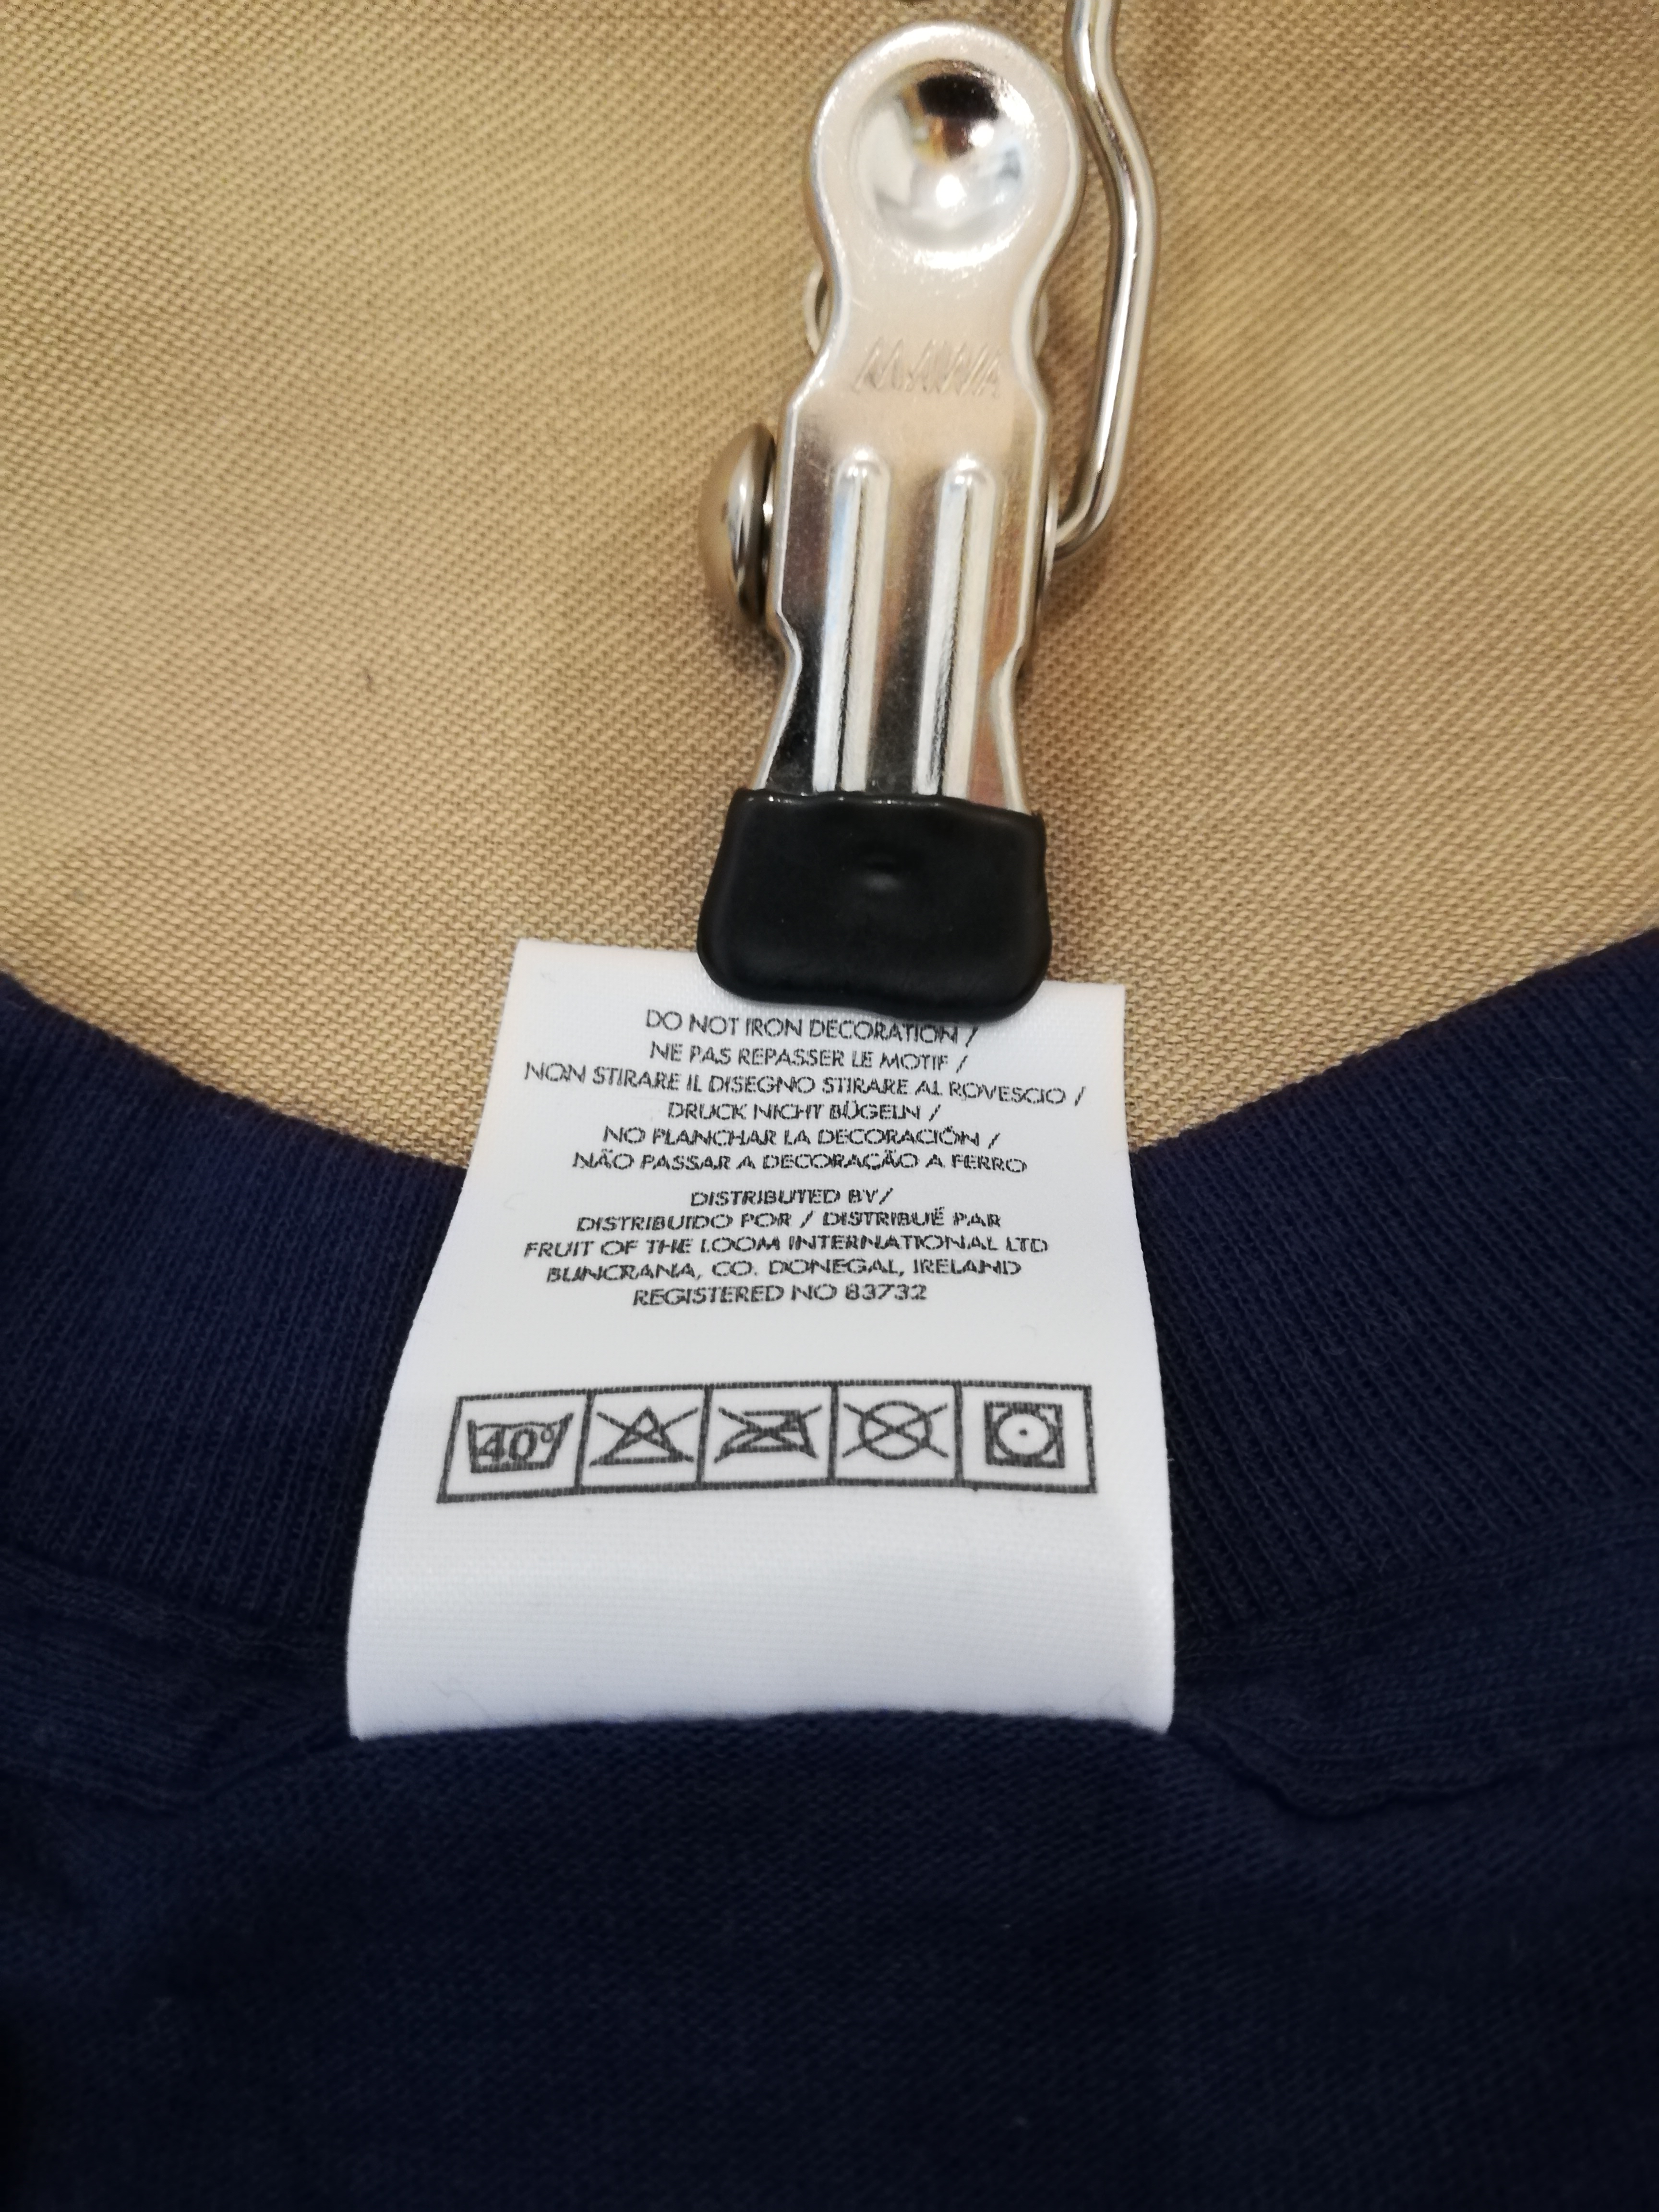 MAWA
DO NOT IRON DECORATION /
NE PAS REPASSER LE MOTIF /
NON STIRARE IL DISEGNO STIRARE AL ROVESCIO /
DRUCK NICHT BÜGELN /
NO PLANCHAR LA DECORACIÓN /
NÃO PASSAR A DECORAÇÃO A FERRO
DISTRIBUTED BY/
DISTRIBUIDO POR / DISTRIBUÉ PAR
FRUIT OF THE LOOM INTERNATIONAL LTD
BUNCRANA, CO. DONEGAL, IRELAND
REGISTERED NO 83732
40°